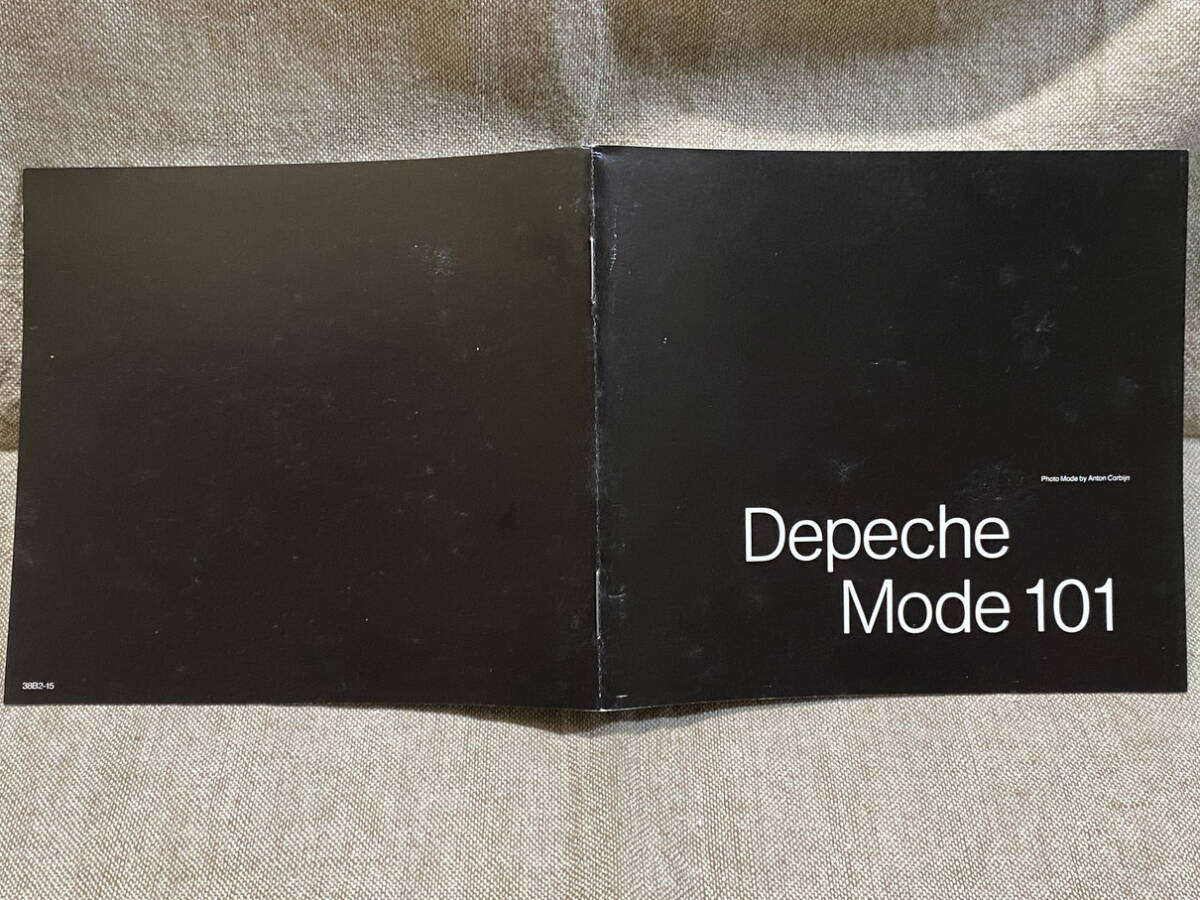 Photo Mode by Anton Corbijn
Depeche
Mode 101
38B2-15